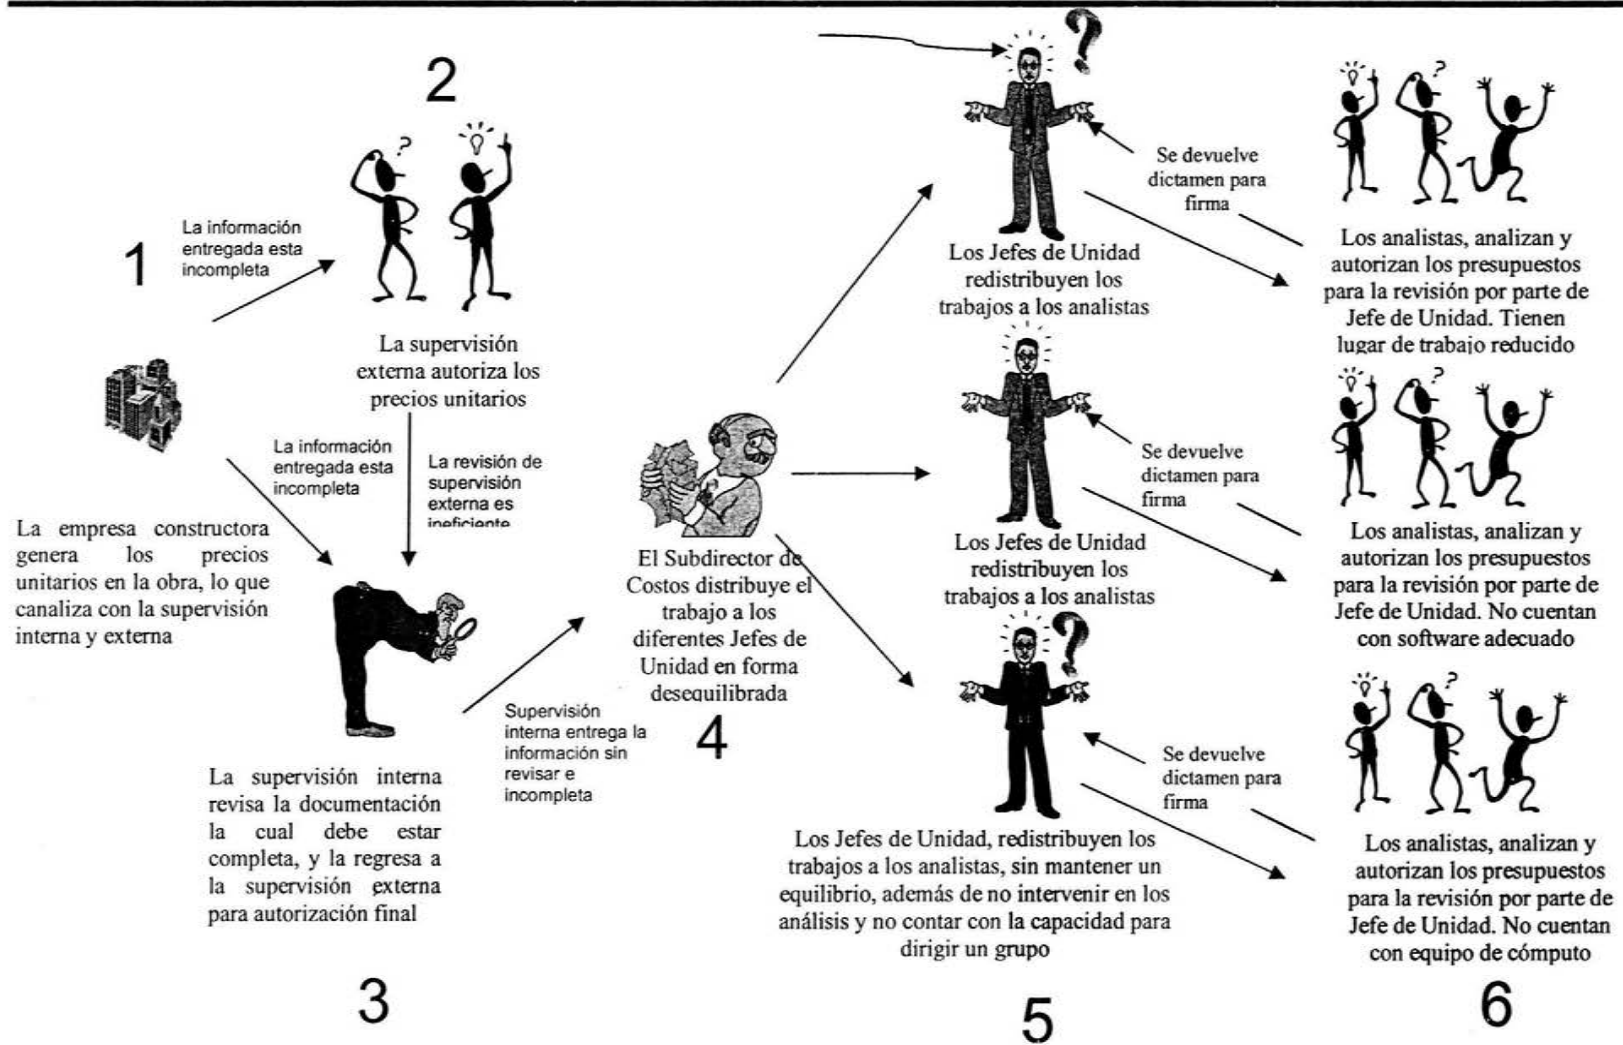 1
La información
entregada esta
incompleta
La empresa constructora
genera los precios
unitarios en la obra, lo que
canaliza con la supervisión
interna y externa
2
La supervisión
externa autoriza los
precios unitarios
La información
entregada esta
incompleta
La revisión de
supervisión
externa es
ineficiente
La supervisión interna
revisa la documentación
la cual debe estar
completa, y la regresa a
la supervisión externa
para autorización final
3
Supervisión
interna entrega la
información sin
revisar e
incompleta
El Subdirector de
Costos distribuye el
trabajo a los
diferentes Jefes de
Unidad en forma
desequilibrada
4
?
Los Jefes de Unidad
redistribuyen los
trabajos a los analistas
Se devuelve
dictamen para
firma
Los Jefes de Unidad
redistribuyen los
trabajos a los analistas
Se devuelve
dictamen para
firma
?
Los Jefes de Unidad, redistribuyen los
trabajos a los analistas, sin mantener un
equilibrio, además de no intervenir en los
análisis y no contar con la capacidad para
dirigir un grupo
Se devuelve
dictamen para
firma
5
?
Los analistas, analizan y
autorizan los presupuestos
para la revisión por parte de
Jefe de Unidad. Tienen
lugar de trabajo reducido
?
Los analistas, analizan y
autorizan los presupuestos
para la revisión por parte de
Jefe de Unidad. No cuentan
con software adecuado
?
Los analistas, analizan y
autorizan los presupuestos
para la revisión por parte de
Jefe de Unidad. No cuentan
con equipo de cómputo
6